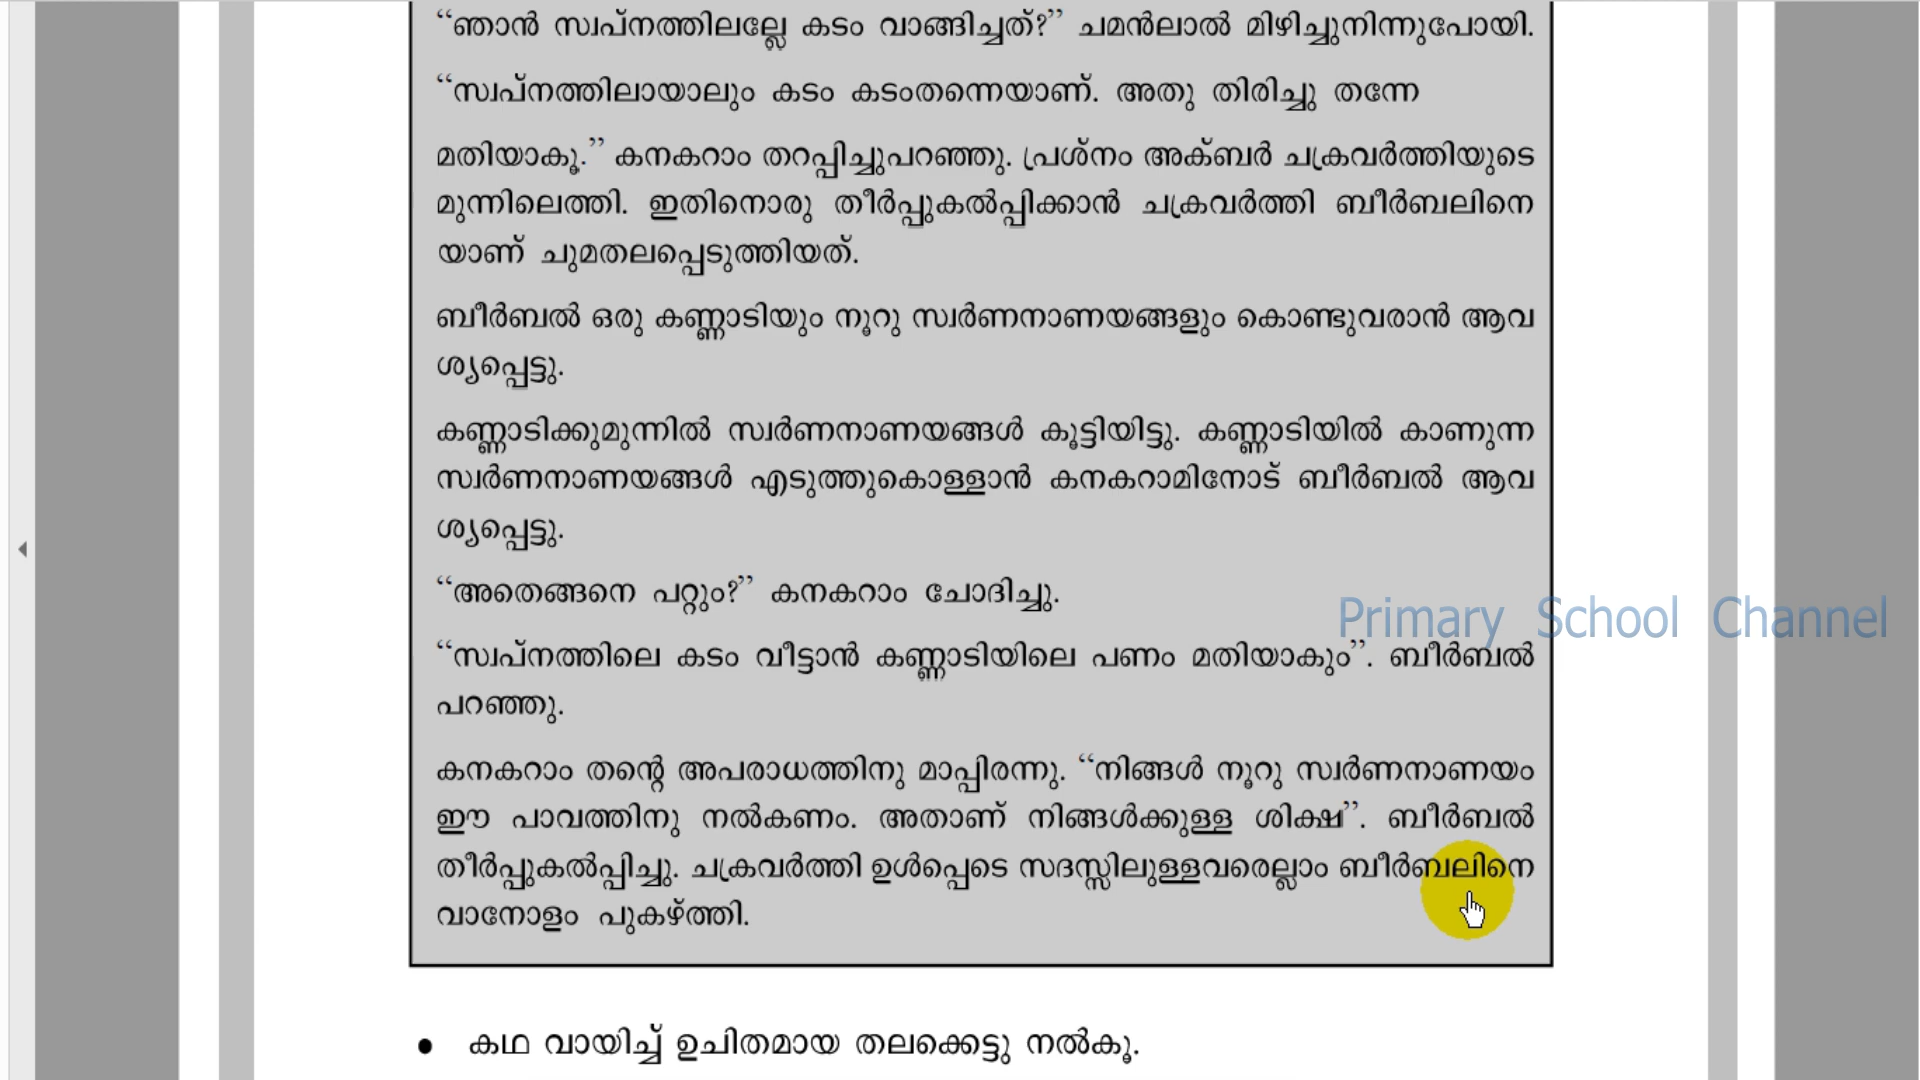 “ഞാൻ സ്വപ്നത്തിലല്ലേ കടം വാങ്ങിച്ചത്?” ചമൻലാൽ മിഴിച്ചുനിന്നുപോയി.
“സ്വപ്നത്തിലായാലും കടം കടംതന്നെയാണ്. അതു തിരിച്ചു തന്നേ
മതിയാകൂ.” കനകറാം തറപ്പിച്ചുപറഞ്ഞു. പ്രശ്നം അക്ബർ ചക്രവർത്തിയുടെ
മുന്നിലെത്തി. ഇതിനൊരു തീർപ്പുകൽപ്പിക്കാൻ ചക്രവർത്തി ബീർബലിനെ
യാണ് ചുമതലപ്പെടുത്തിയത്.
ബീർബൽ ഒരു കണ്ണാടിയും നൂറു സ്വർണനാണയങ്ങളും കൊണ്ടുവരാൻ ആവ
ശ്യപ്പെട്ടു.
കണ്ണാടിക്കുമുന്നിൽ സ്വർണനാണയങ്ങൾ കൂട്ടിയിട്ടു. കണ്ണാടിയിൽ കാണുന്ന
സ്വർണനാണയങ്ങൾ എടുത്തുകൊള്ളാൻ കനകറാമിനോട് ബീർബൽ ആവ
ശ്യപ്പെട്ടു.
“അതെങ്ങനെ പറ്റും?” കനകറാം ചോദിച്ചു.
Primary School Channel
“സ്വപ്നത്തിലെ കടം വീട്ടാൻ കണ്ണാടിയിലെ പണം മതിയാകും”. ബീർബൽ
പറഞ്ഞു.
കനകറാം തന്റെ അപരാധത്തിനു മാപ്പിരന്നു. “നിങ്ങൾ നൂറു സ്വർണനാണയം
ഈ പാവത്തിനു നൽകണം. അതാണ് നിങ്ങൾക്കുള്ള ശിക്ഷ”. ബീർബൽ
തീർപ്പുകൽപ്പിച്ചു. ചക്രവർത്തി ഉൾപ്പെടെ സദസ്സിലുള്ളവരെല്ലാം ബീർബലിനെ
വാനോളം പുകഴ്ത്തി.
• കഥ വായിച്ച് ഉചിതമായ തലക്കെട്ടു നൽകൂ.